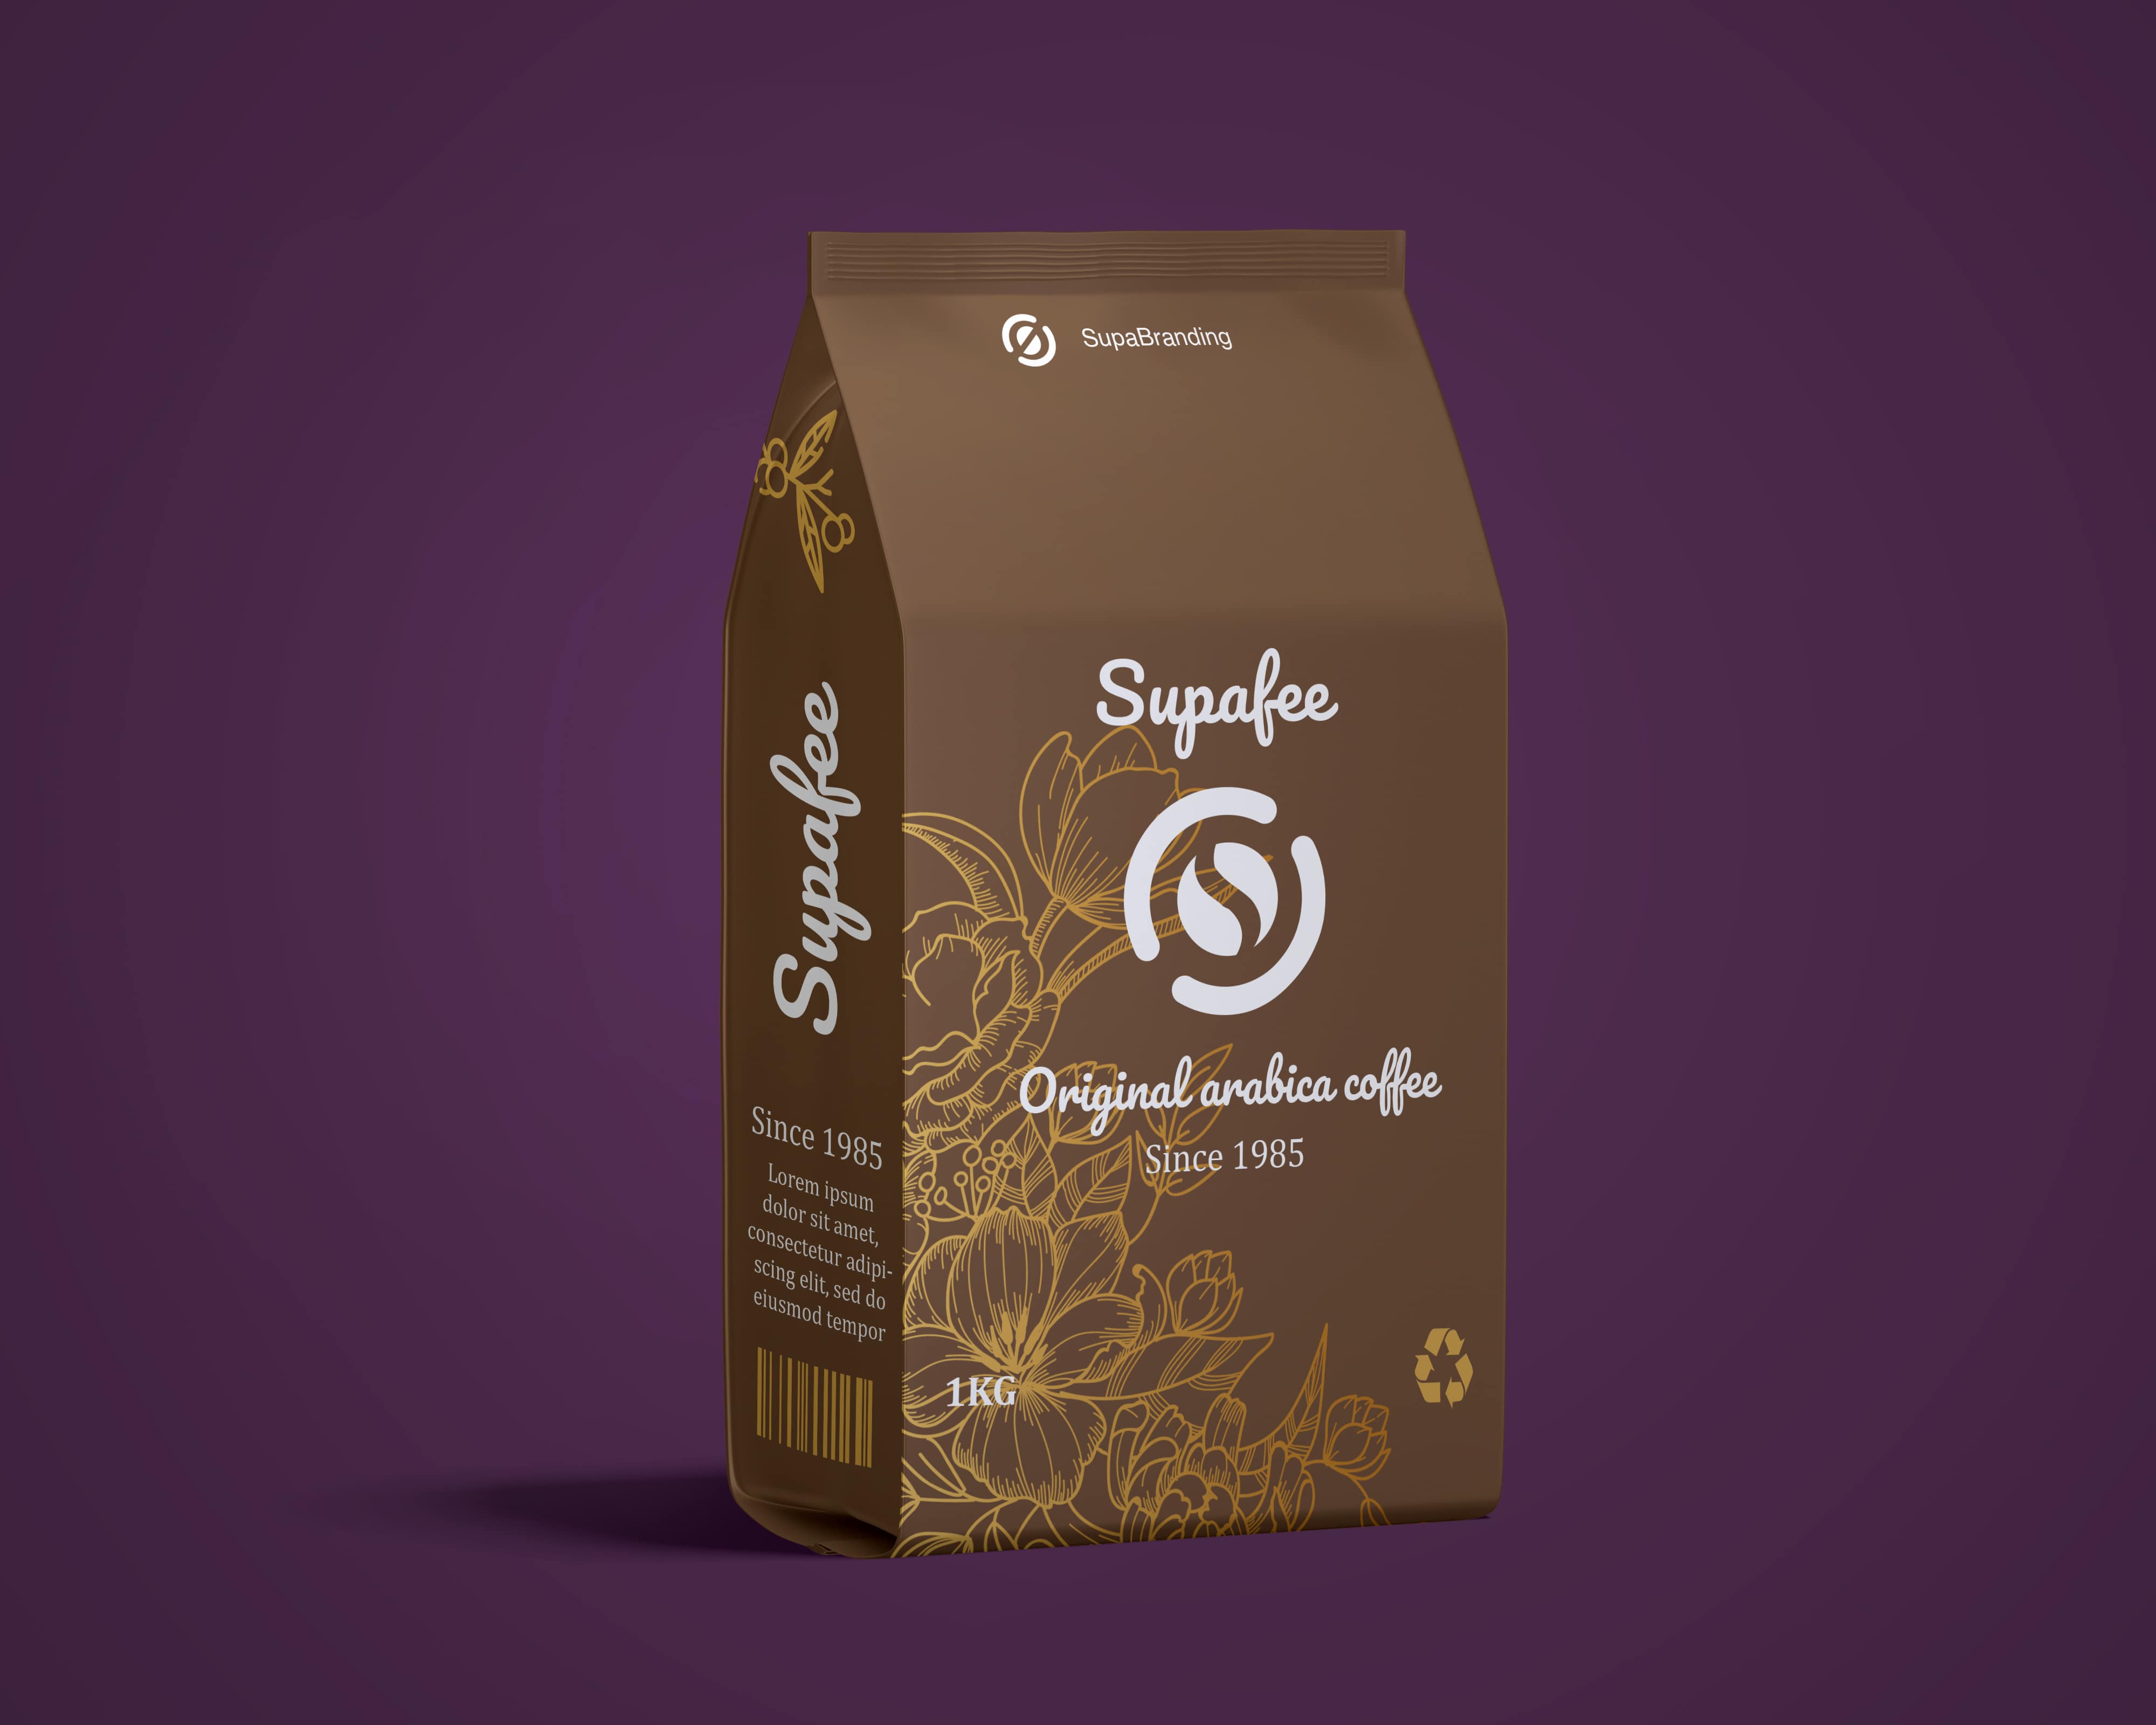 SupaBranding
Supafee
Original arabica coffee
Since 1985
1KG
Supafee
Since 1985
Lorem ipsum
dolor sit amet,
consectetur adipi-
scing elit, sed do
eiusmod tempor